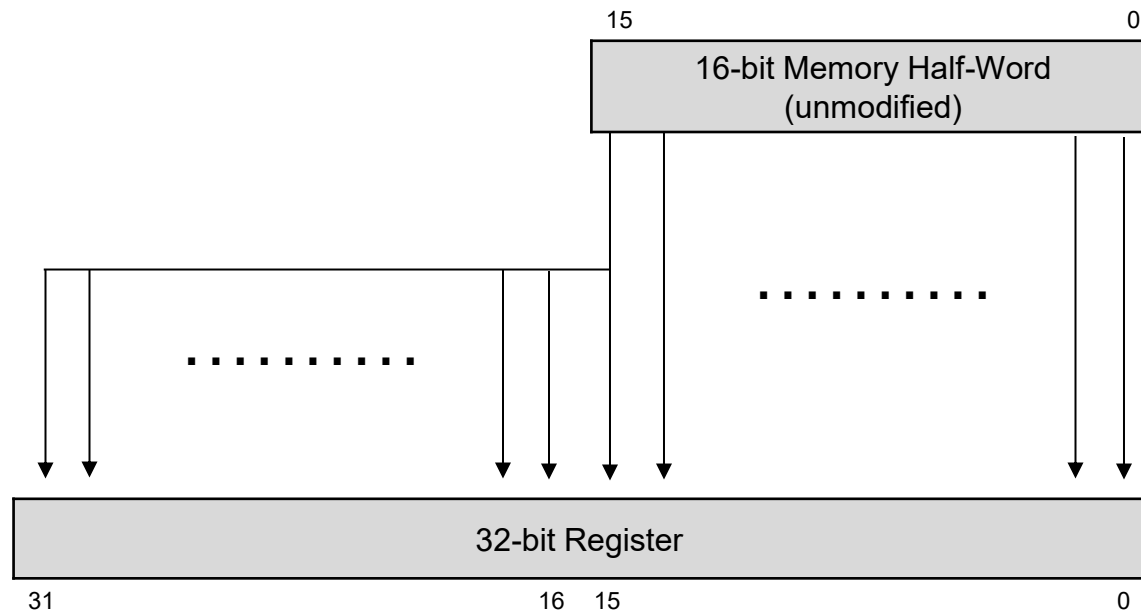 15 0
16-bit Memory Half-Word
(unmodified)
32-bit Register
31 16 15 0